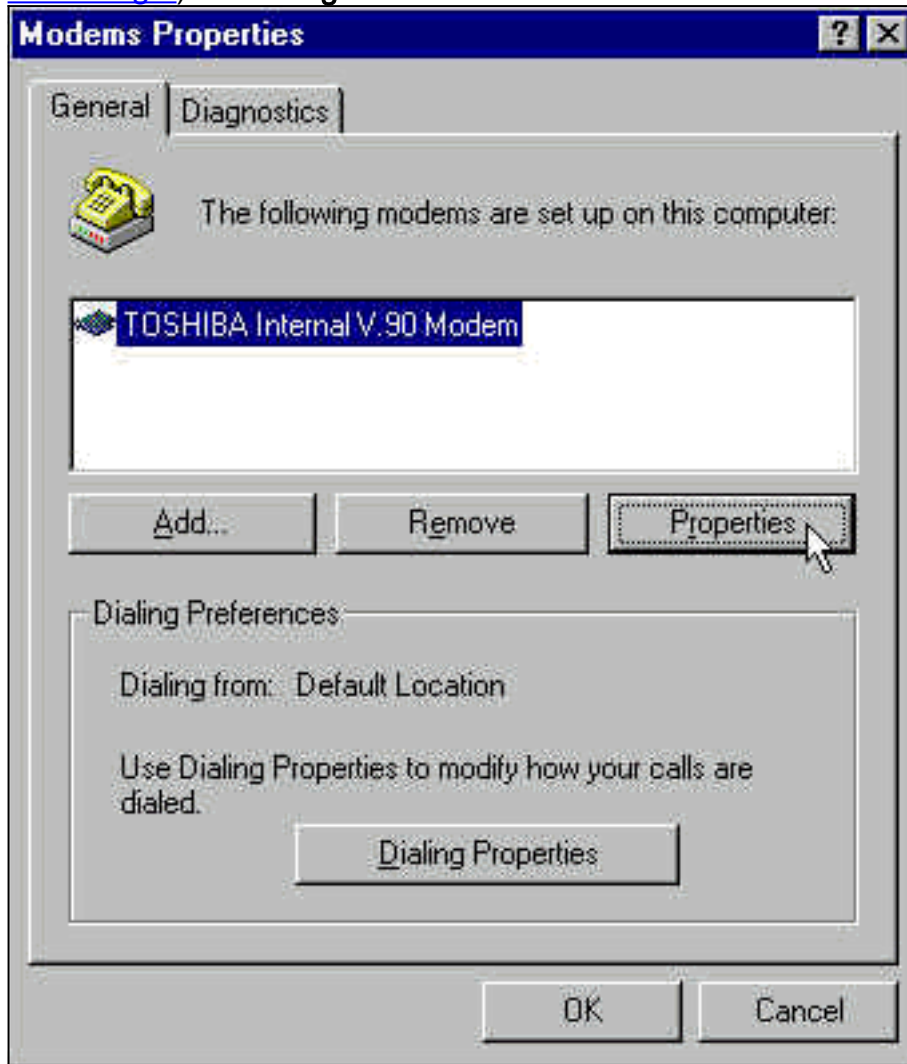 Modems Properties
General Diagnostics
The following modems are set up on this computer:
TOSHIBA Internal V.90 Modem
Add... Remove Properties
Dialing Preferences
Dialing from: Default Location
Use Dialing Properties to modify how your calls are
dialed.
Dialing Properties
OK Cancel